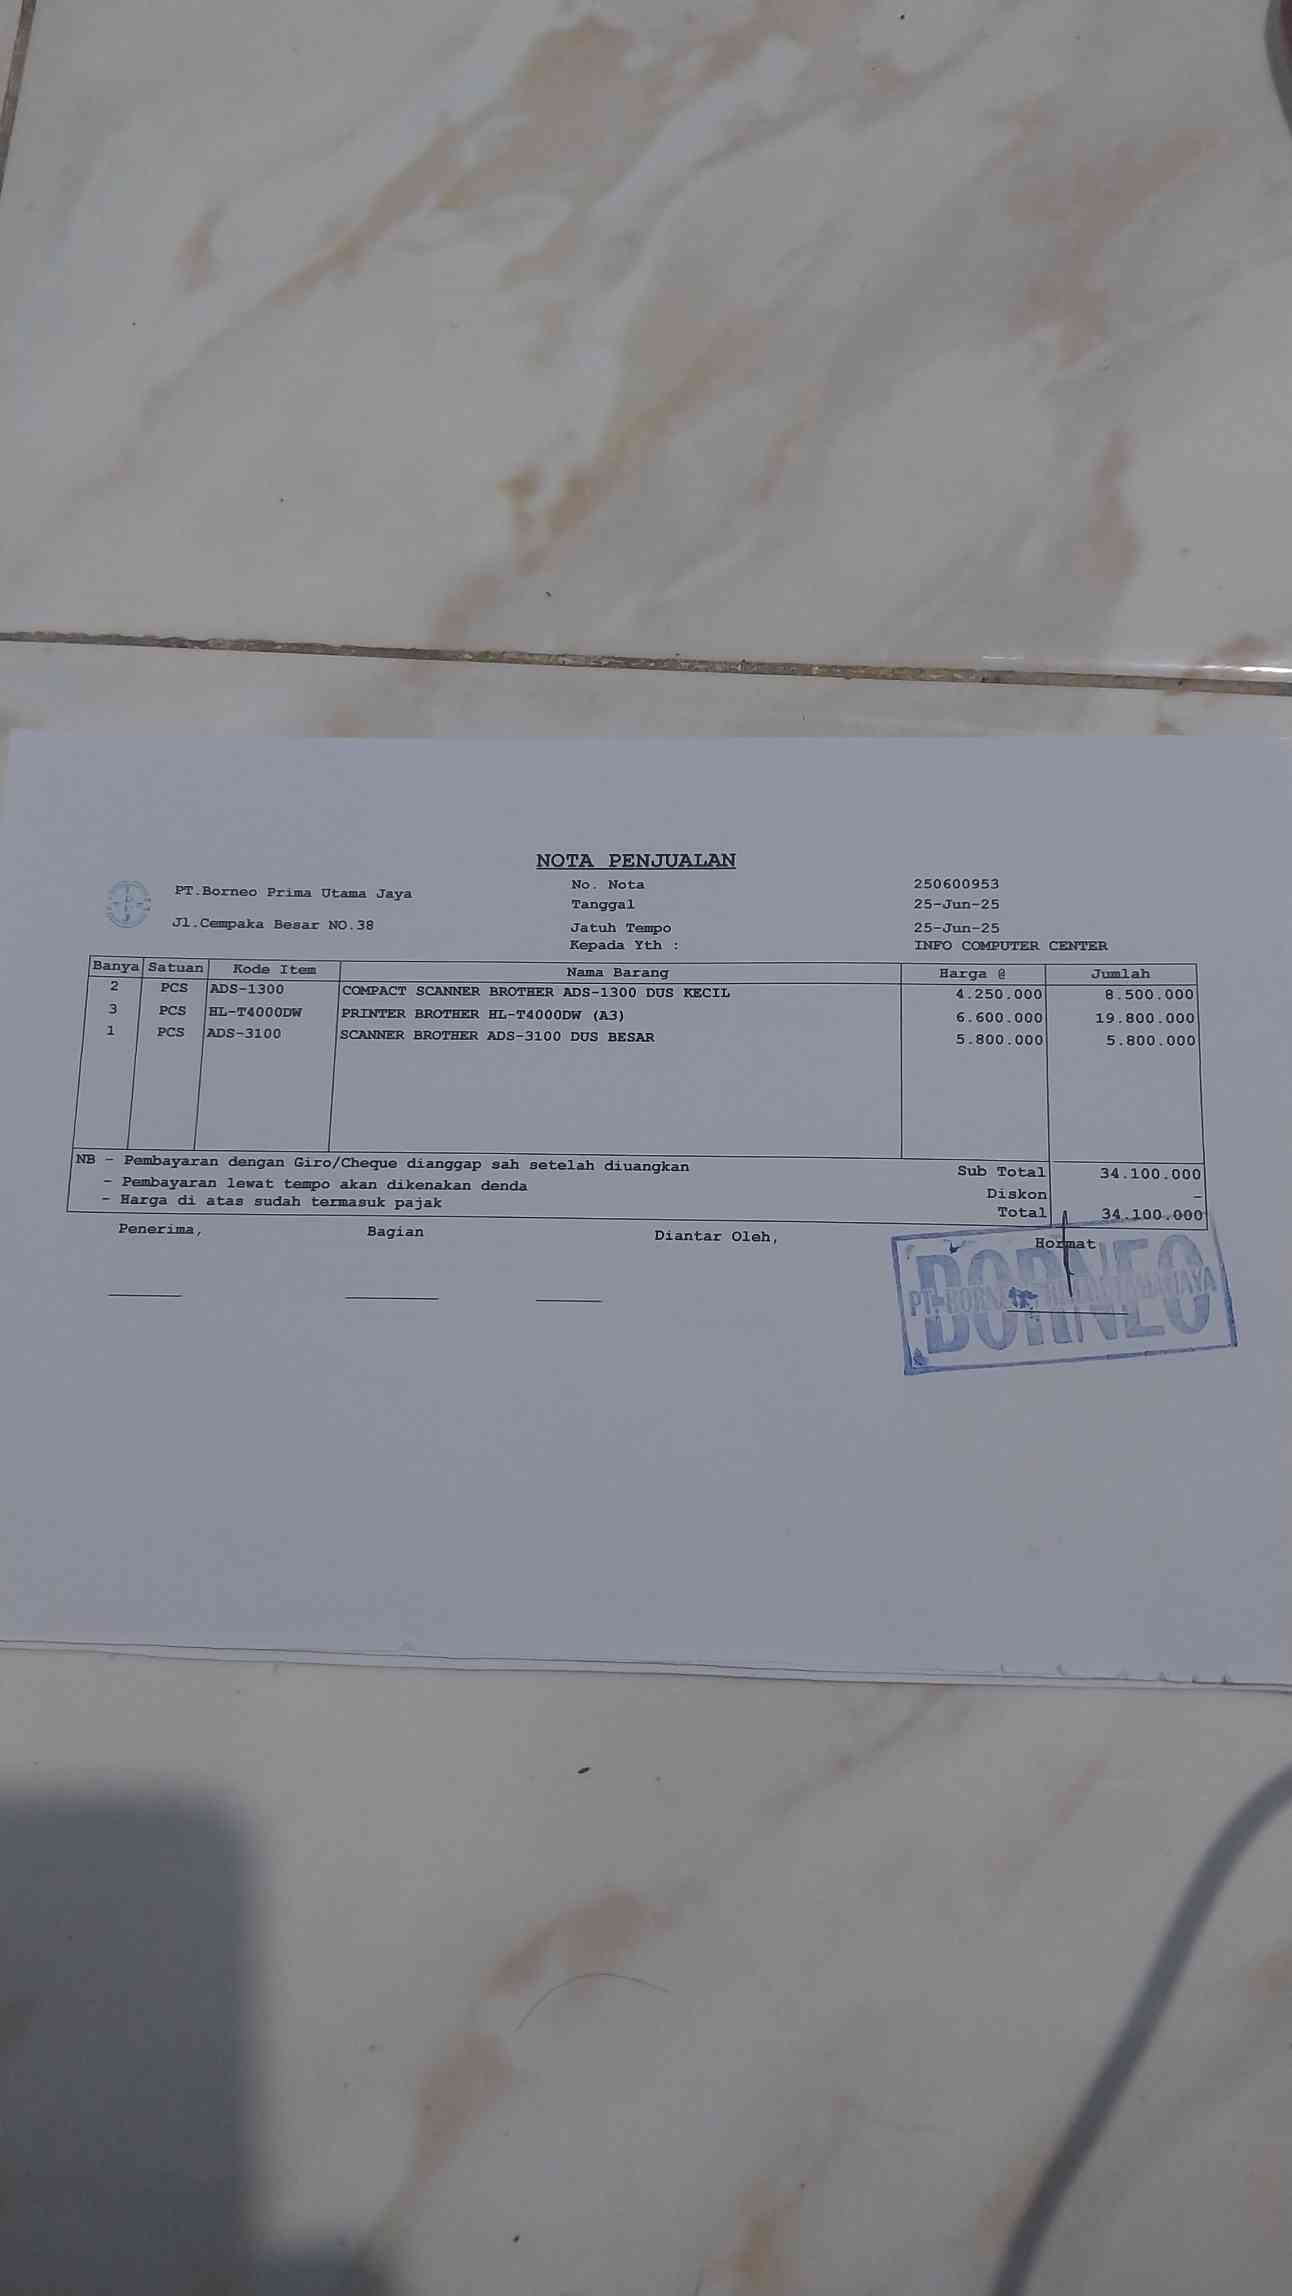 NOTA PENJUALAN
PT.Borneo Prima Utama Jaya
Jl.Cempaka Besar NO.38
No. Nota 250600953
Tanggal 25-Jun-25
Jatuh Tempo 25-Jun-25
Kepada Yth : INFO COMPUTER CENTER
Banya Satuan Kode Item Nama Barang Harga @ Jumlah
2 PCS ADS-1300 COMPACT SCANNER BROTHER ADS-1300 DUS KECIL 4.250.000 8.500.000
3 PCS HL-T4000DW PRINTER BROTHER HL-T4000DW (A3) 6.600.000 19.800.000
1 PCS ADS-3100 SCANNER BROTHER ADS-3100 DUS BESAR 5.800.000 5.800.000
NB - Pembayaran dengan Giro/Cheque dianggap sah setelah diuangkan Sub Total 34.100.000
- Pembayaran lewat tempo akan dikenakan denda Diskon -
- Harga di atas sudah termasuk pajak Total 34.100.000
Penerima, Bagian Diantar Oleh, Hormat
BORNEO